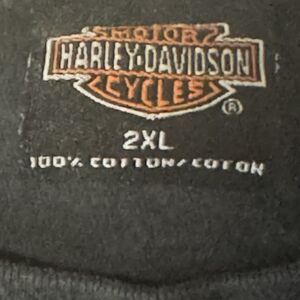 MOTOR
HARLEY-DAVIDSON
CYCLES
®
2XL
100% COTTON/COTON